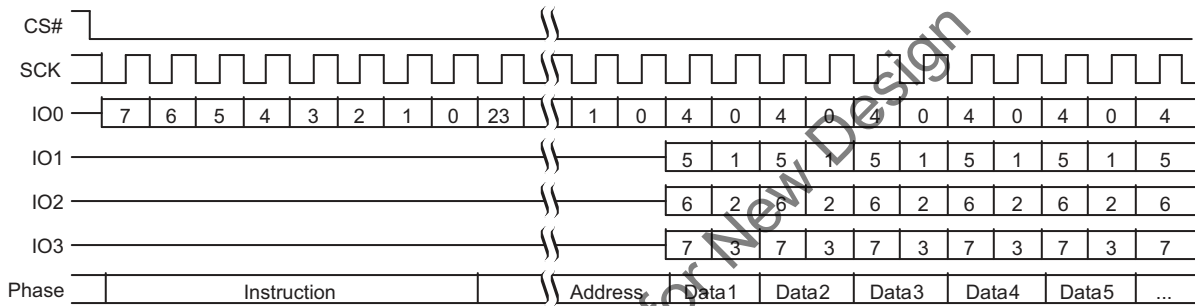 CS#
SCK
IO0 7 6 5 4 3 2 1 0 23 1 0 4 0 4 0 4 0 4 0 4 0 4
IO1 5 1 5 1 5 1 5 1 5 1 5
IO2 6 2 6 2 6 2 6 2 6 2 6
IO3 7 3 7 3 7 3 7 3 7 3 7
Phase Instruction Address Data1 Data2 Data3 Data4 Data5 ...
for New Design